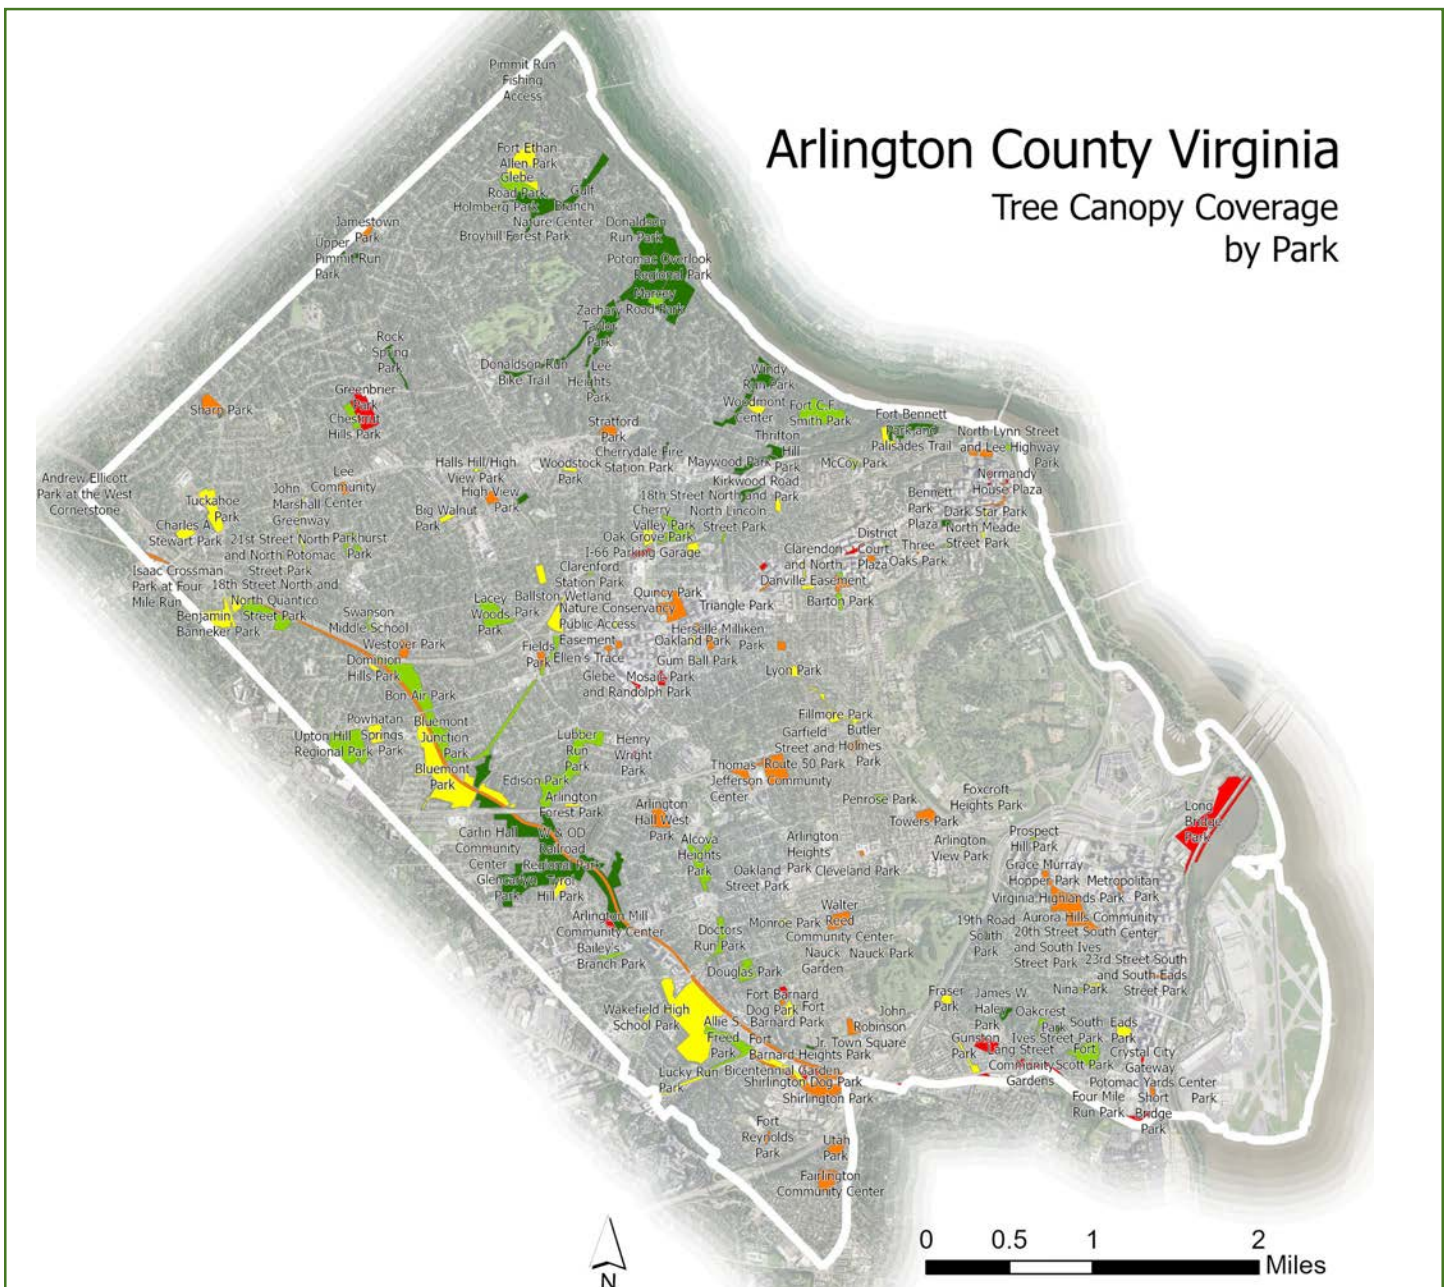 Arlington County Virginia
Tree Canopy Coverage
by Park
Pimmit Run
Fishing
Access
Fort Ethan
Allen Park
Glebe
Road Park
Gulf
Branch
Nature Center
Holmberg Park
Broyhill Forest Park
Donaldson
Run Park
Jamestown
Park
Upper
Pimmit Run
Park
Potomac Overlook
Regional Park
Marcey
Road Park
Zachary
Taylor
Park
Rock
Spring
Park
Donaldson Run
Bike Trail
Lee
Heights
Park
Windy
Run Park
Greenbrier
Park
Chestnut
Hills Park
Sharp Park
Woodmont
Center
Fort C.F.
Smith Park
Fort Bennett
Park and
Palisades Trail
North Lynn Street
and Lee Highway
Park
Stratford
Park
Cherrydale Fire
Station Park
Thrifton
Hill
Park
Maywood Park
McCoy Park
Andrew Ellicott
Park at the West
Cornerstone
Lee
Community
Center
Halls Hill/High
View Park
High View
Park
Woodstock
Park
Kirkwood Road
Park
Normandy
House Plaza
John
Marshall
Greenway
Tuckahoe
Park
Big Walnut
Park
18th Street North and
North Lincoln
Street Park
Cherry
Valley Park
Bennett
Park
Plaza
Dark Star Park
North Meade
Street Park
Charles A
Stewart Park
21st Street North
and North Potomac
Street Park
Parkhurst
Park
Oak Grove Park
I-66 Parking Garage
Clarendon
and North
Danville Easement
District
Court
Plaza
Three
Oaks Park
Isaac Crossman
Park at Four
Mile Run
18th Street North and
North Quantico
Street Park
Clarenford
Station Park
Lacey
Woods
Park
Ballston Wetland
Park
Quincy Park
Triangle Park
Barton Park
Benjamin
Banneker Park
Swanson
Middle School
Nature Conservancy
Public Access
Easement
Herselle Milliken
Park
Oakland Park
Westover Park
Fields
Park
Ellen's Trace
Gum Ball Park
Dominion
Hills Park
Glebe
and Randolph Park
Mosaic Park
Lyon Park
Bon Air Park
Powhatan
Springs
Park
Upton Hill
Regional Park
Bluemont
Junction
Park
Lubber
Run
Park
Henry
Wright
Park
Fillmore Park
Garfield
Street and
Route 50 Park
Butler
Holmes
Park
Bluemont
Park
Edison Park
Thomas
Jefferson Community
Center
Arlington
Forest Park
Arlington
Hall West
Park
Penrose Park
Foxcroft
Heights Park
Towers Park
Long
Bridge
Park
Carlin Hall
Community
Center
W & OD
Railroad
Regional Park
Alcova
Heights
Park
Arlington
Heights
Park
Arlington
View Park
Prospect
Hill Park
Glencarlyn
Park
Tyrol
Hill Park
Oakland
Street Park
Cleveland Park
Grace Murray
Hopper Park
Metropolitan
Park
Virginia Highlands Park
Arlington Mill
Community Center
Walter
Reed
Community Center
Monroe Park
Aurora Hills Community
Center
19th Road
South
Park
20th Street South
and South Ives
Street Park
Bailey's
Branch Park
Doctors
Run Park
Nauck
Garden
Nauck Park
Douglas Park
23rd Street South
and South Eads
Street Park
Nina Park
Wakefield High
School Park
Fort Barnard
Dog Park
Fort
Barnard Park
Fraser
Park
James W
Haley
Park
Oakcrest
Park
Allie S
Freed
Park
John
Robinson
Jr. Town Square
South Eads
Park
Ives Street Park
Fort
Barnard Heights Park
Gunston
Park
Lang Street
Community
Gardens
Fort
Scott Park
Crystal City
Gateway
Lucky Run
Park
Bicentennial Garden
Shirlington Dog Park
Shirlington Park
Potomac Yards Center
Park
Four Mile
Run Park
Short
Bridge
Park
Fort
Reynolds
Park
Utah
Park
Fairlington
Community Center
0 0.5 1 2
Miles
N